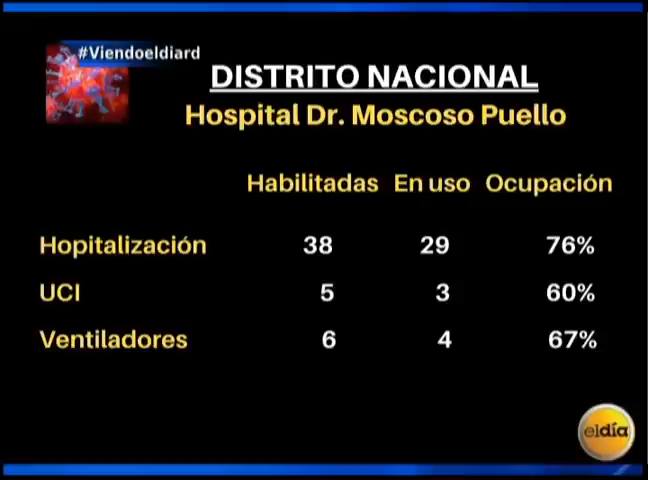 #Viendoeldiard
DISTRITO NACIONAL
Hospital Dr. Moscoso Puello
Habilitadas En uso Ocupación
Hopitalización 38 29 76%
UCI 5 3 60%
Ventiladores 6 4 67%
eldía